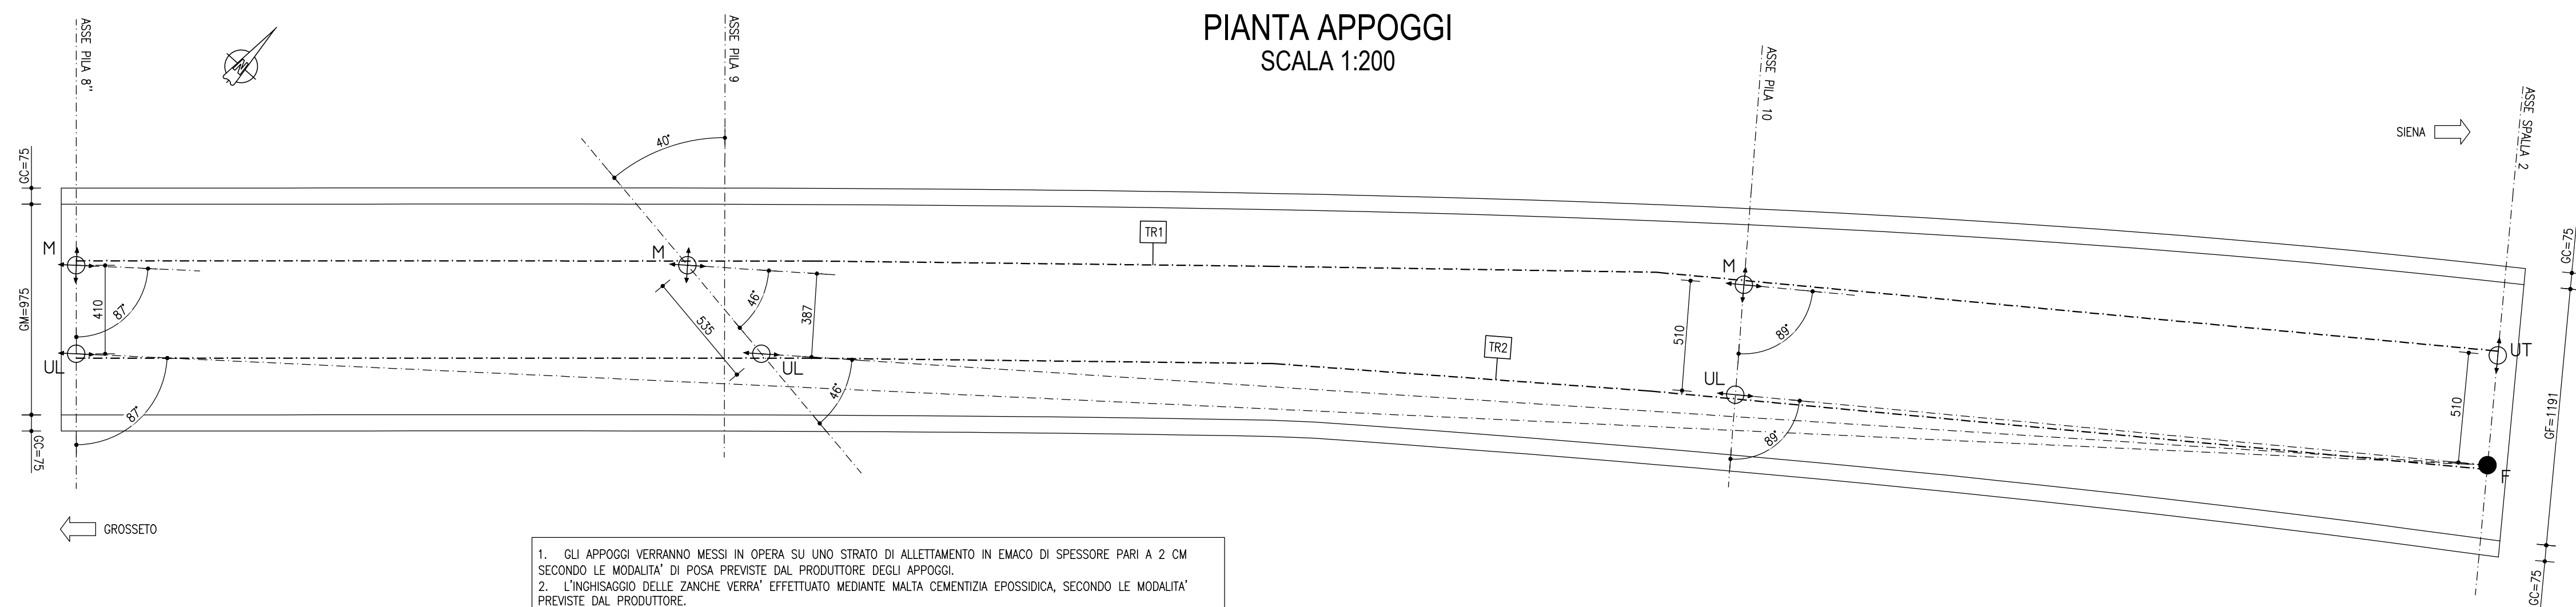 PIANTA APPOGGI
SCALA 1:200
ASSE PILA 8''
ASSE PILA 9
ASSE PILA 10
ASSE SPALLA 2
N
SIENA
40°
GC=75
GM=975
GC=75
M
410
87°
UL
87°
M
46°
535
387
UL
46°
TR1
TR2
M
510
89°
UL
89°
UT
510
F
GC=75
GF=1191
GC=75
GROSSETO
1. GLI APPOGGI VERRANNO MESSI IN OPERA SU UNO STRATO DI ALLETTAMENTO IN EMACO DI SPESSORE PARI A 2 CM
SECONDO LE MODALITA' DI POSA PREVISTE DAL PRODUTTORE DEGLI APPOGGI.
2. L'INGHISAGGIO DELLE ZANCHE VERRA' EFFETTUATO MEDIANTE MALTA CEMENTIZIA EPOSSIDICA, SECONDO LE MODALITA'
PREVISTE DAL PRODUTTORE.